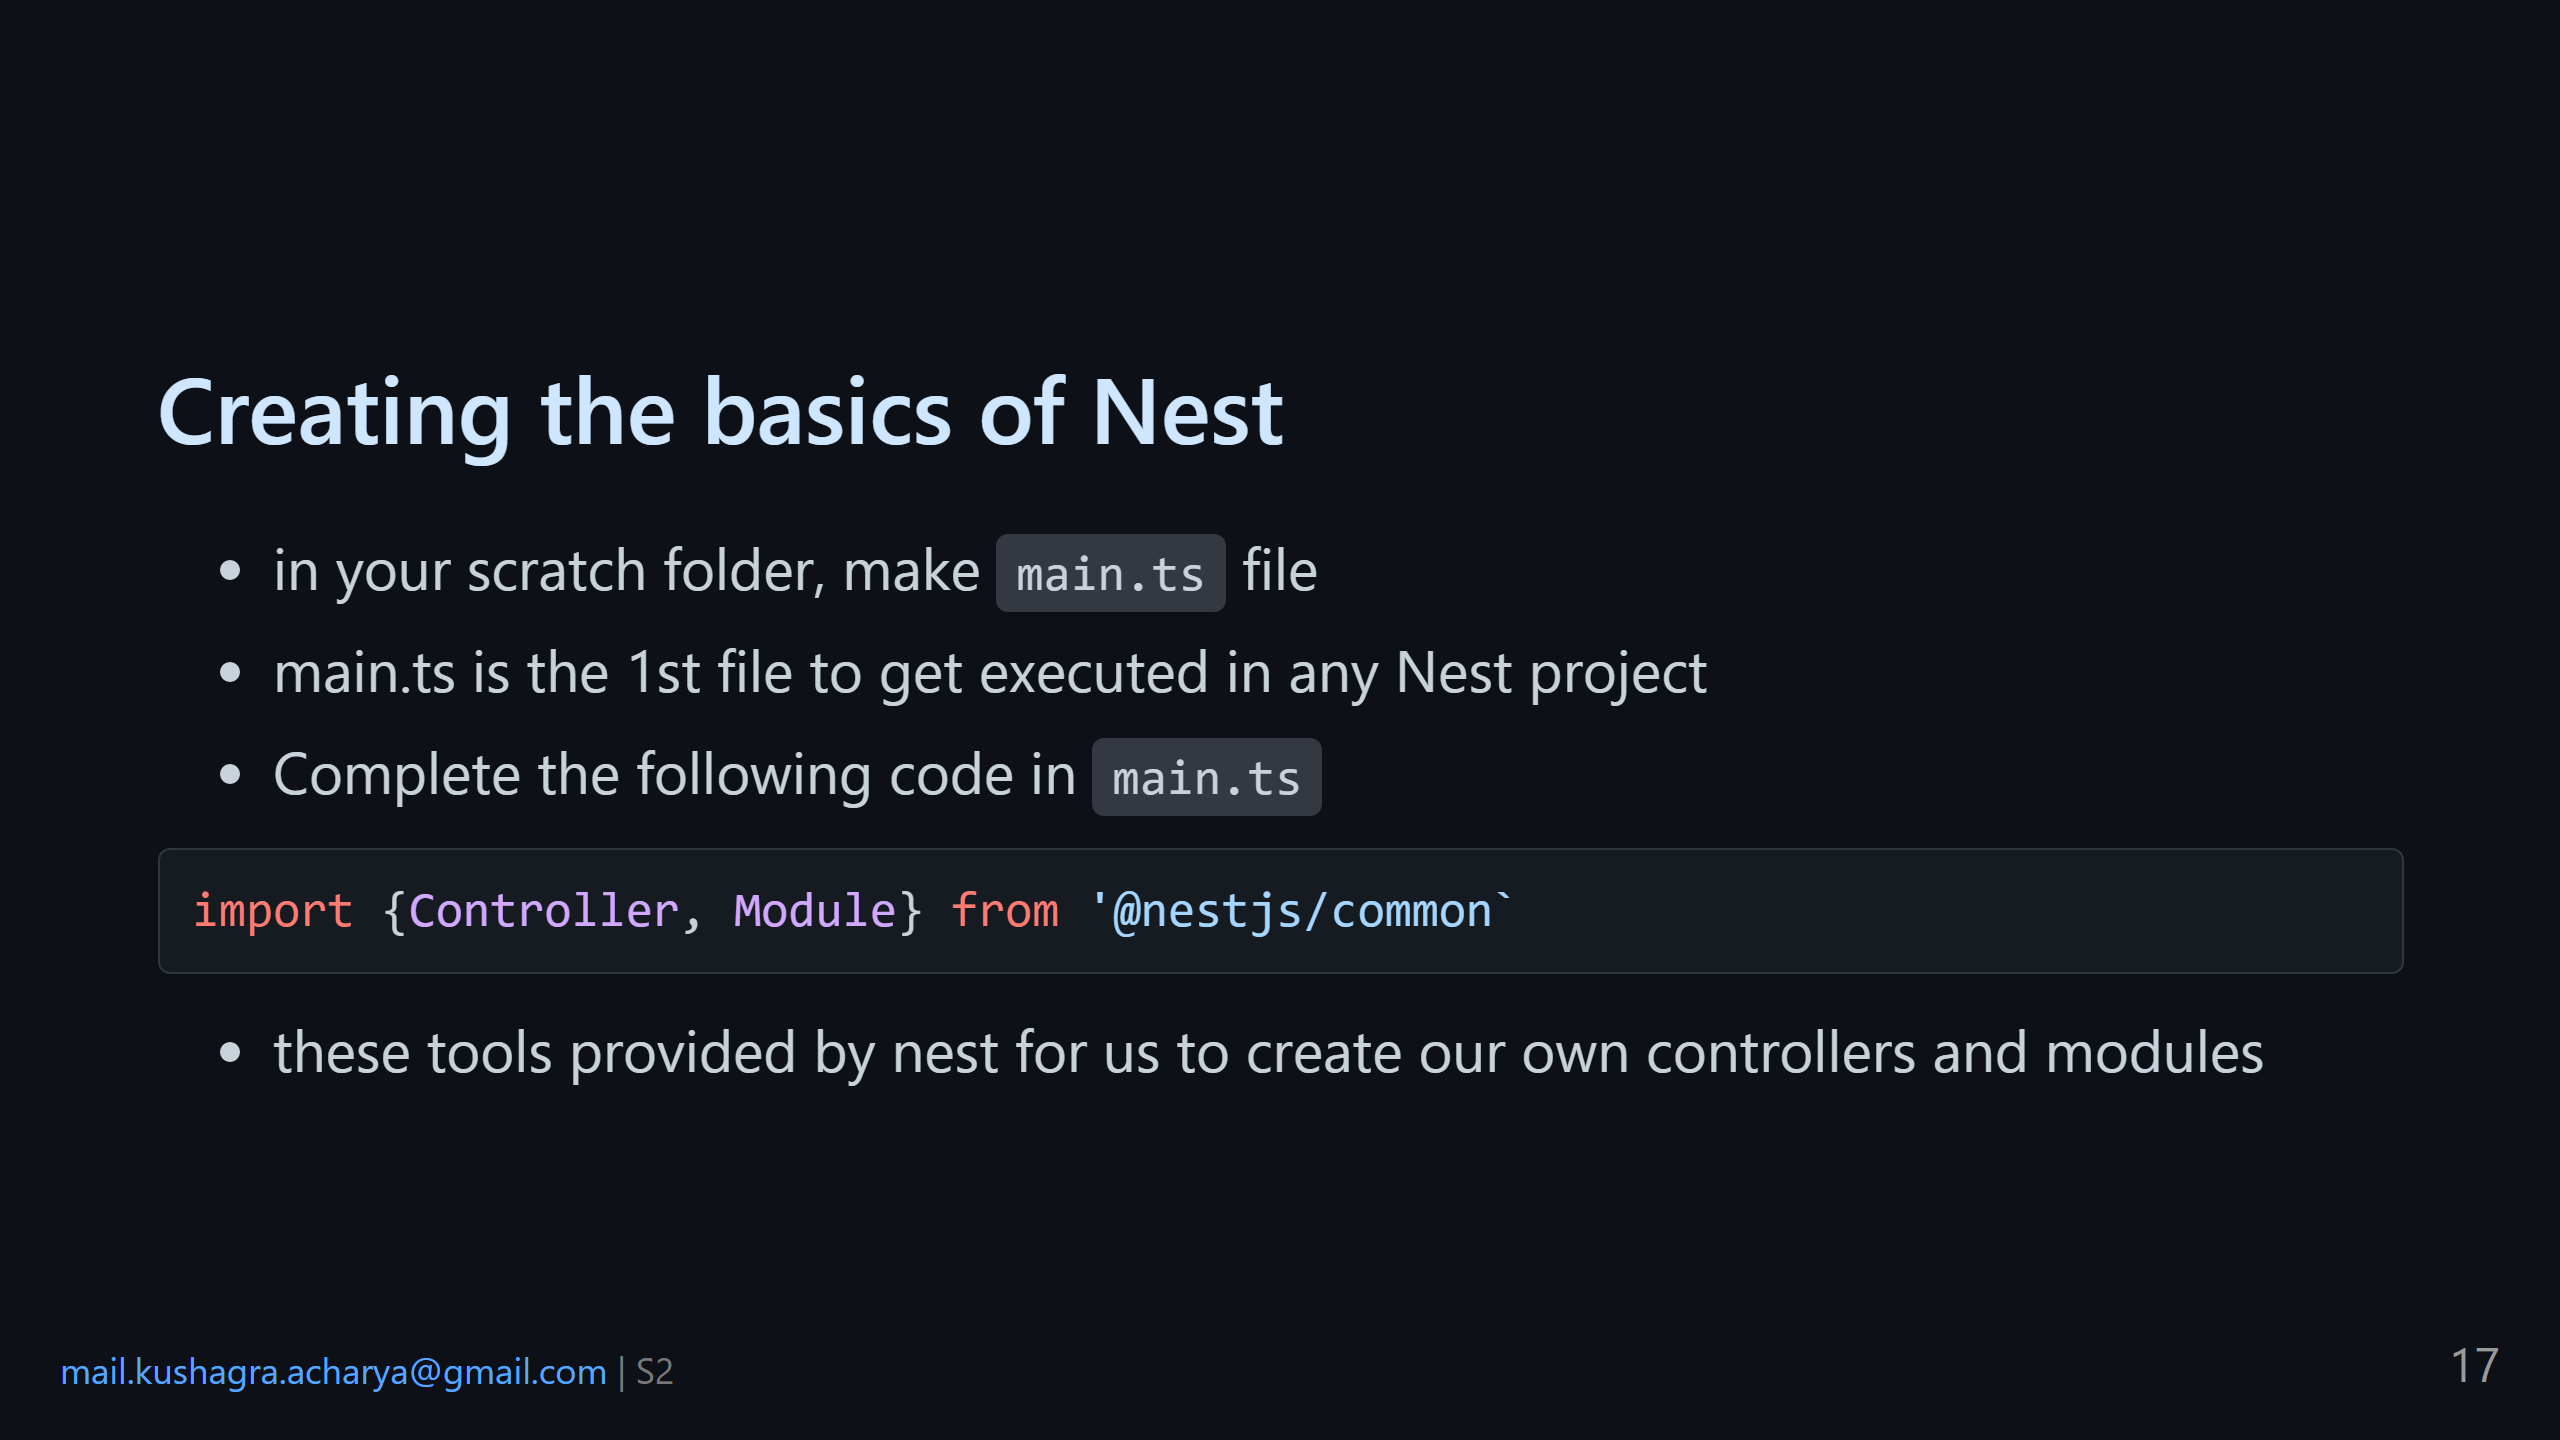 Creating the basics of Nest
in your scratch folder, make main.ts file
main.ts is the 1st file to get executed in any Nest project
Complete the following code in main.ts
import {Controller, Module} from '@nestjs/common`
these tools provided by nest for us to create our own controllers and modules
mail.kushagra.acharya@gmail.com | S2
17